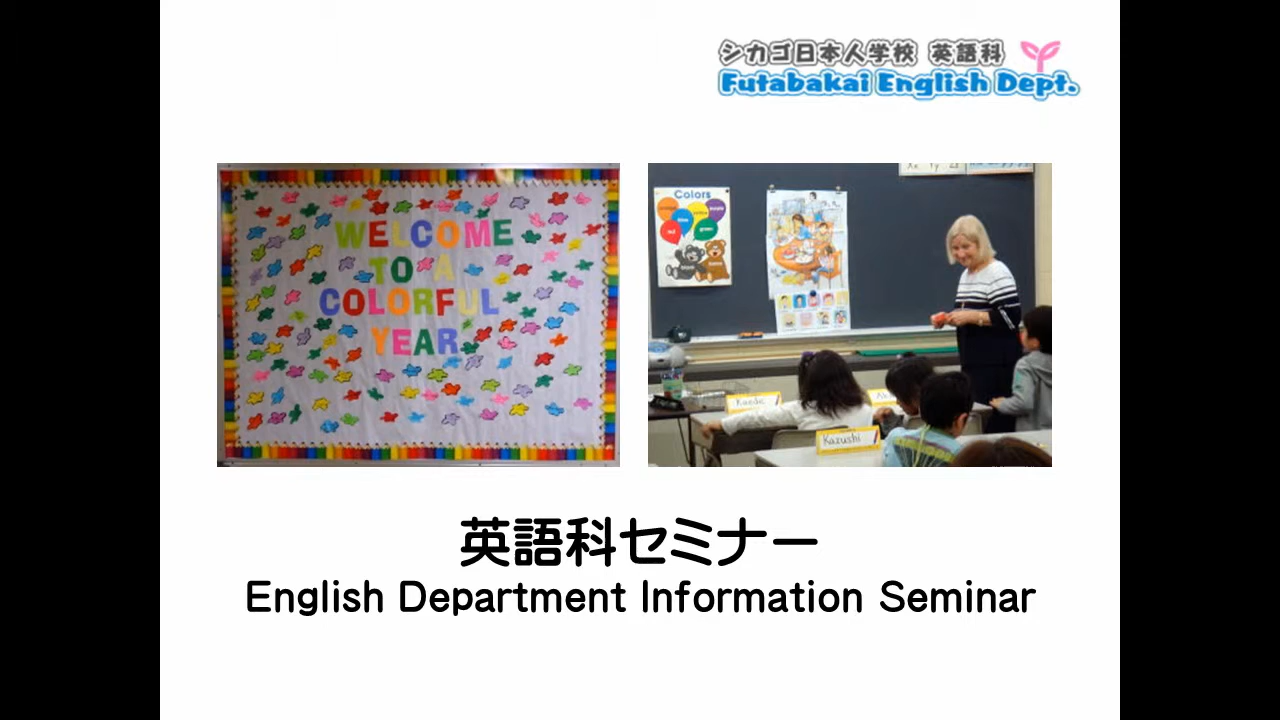 シカゴ日本人学校 英語科
Futabakai English Dept.
WELCOME
TO A
COLORFUL
YEAR
Colors
Kazushi
英語科セミナー
English Department Information Seminar